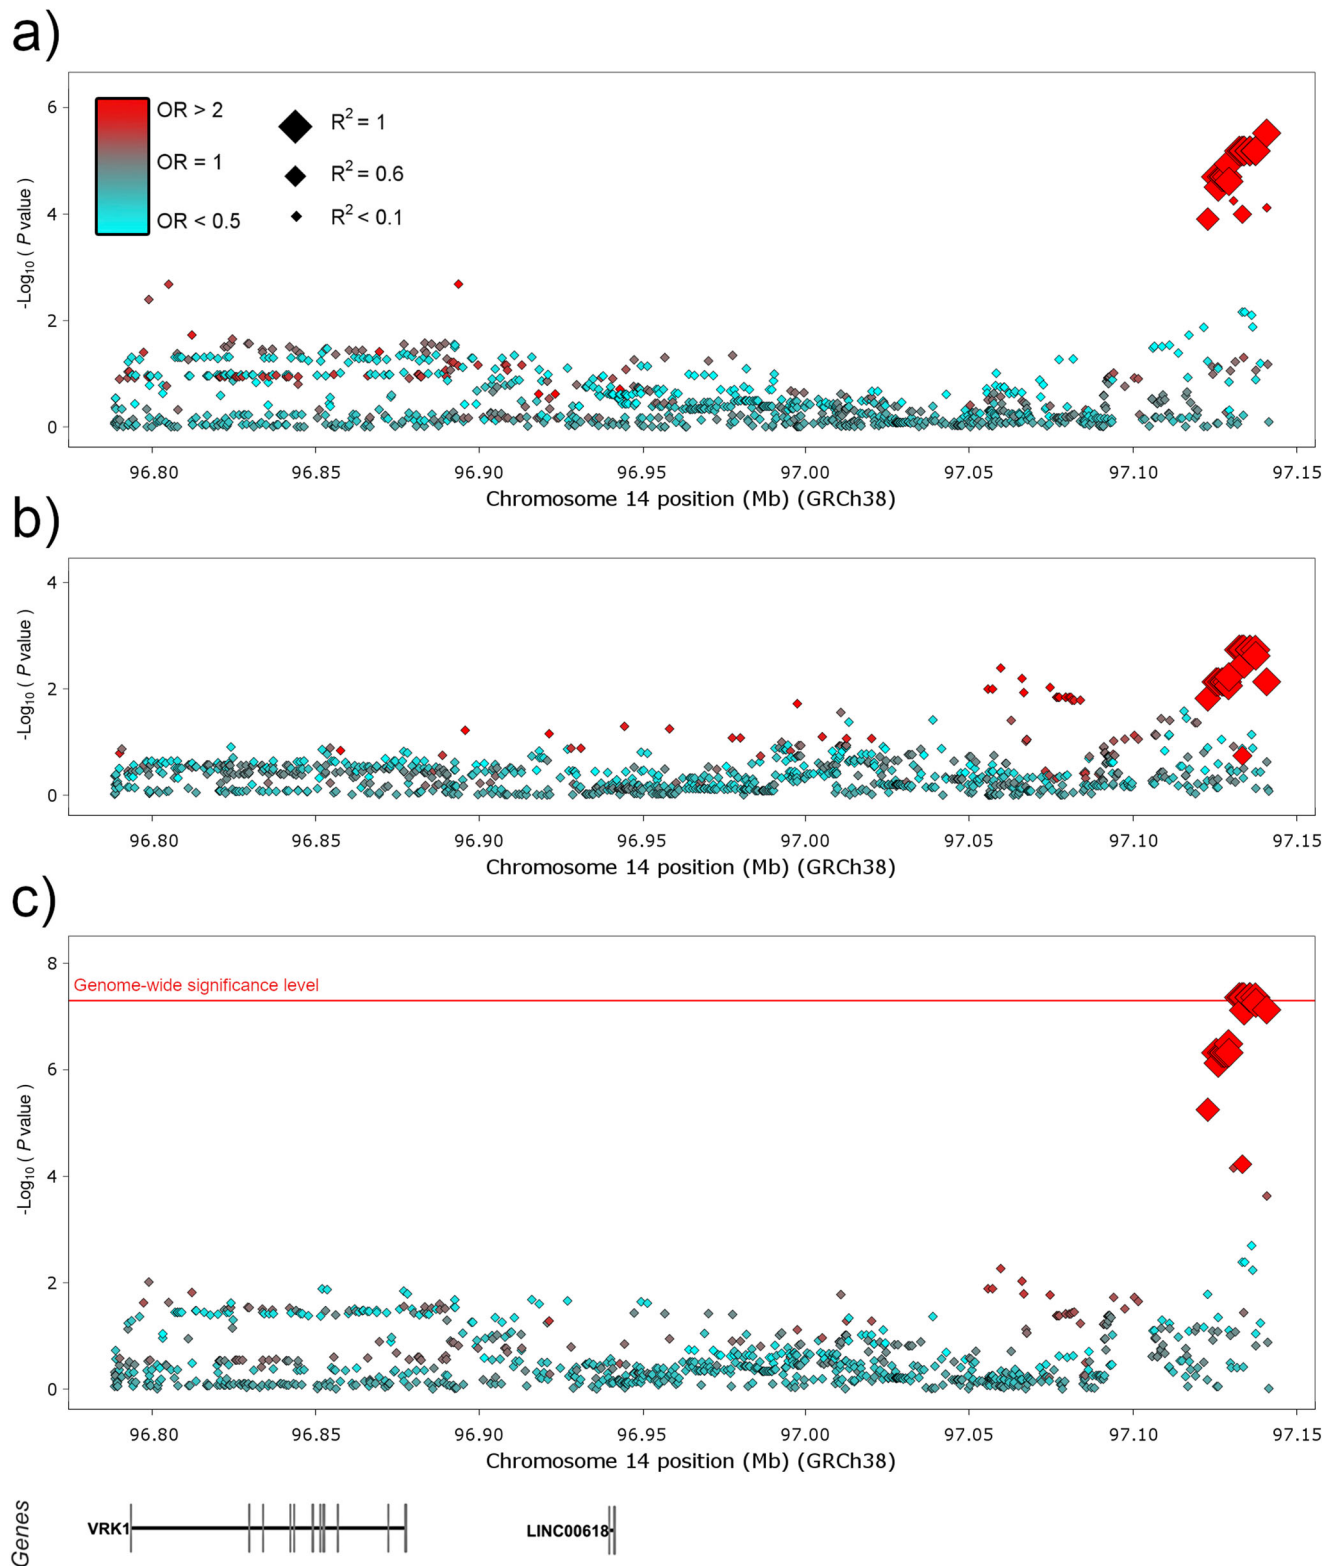 a)
6
4
2
0
-Log10 ( P value )
OR > 2
OR = 1
OR < 0.5
R2 = 1
R2 = 0.6
R2 < 0.1
96.80 96.85 96.90 96.95 97.00 97.05 97.10 97.15
Chromosome 14 position (Mb) (GRCh38)
b)
4
2
0
-Log10 ( P value )
96.80 96.85 96.90 96.95 97.00 97.05 97.10 97.15
Chromosome 14 position (Mb) (GRCh38)
c)
8
6
4
2
0
-Log10 ( P value )
Genome-wide significance level
96.80 96.85 96.90 96.95 97.00 97.05 97.10 97.15
Chromosome 14 position (Mb) (GRCh38)
Genes
VRK1
LINC00618